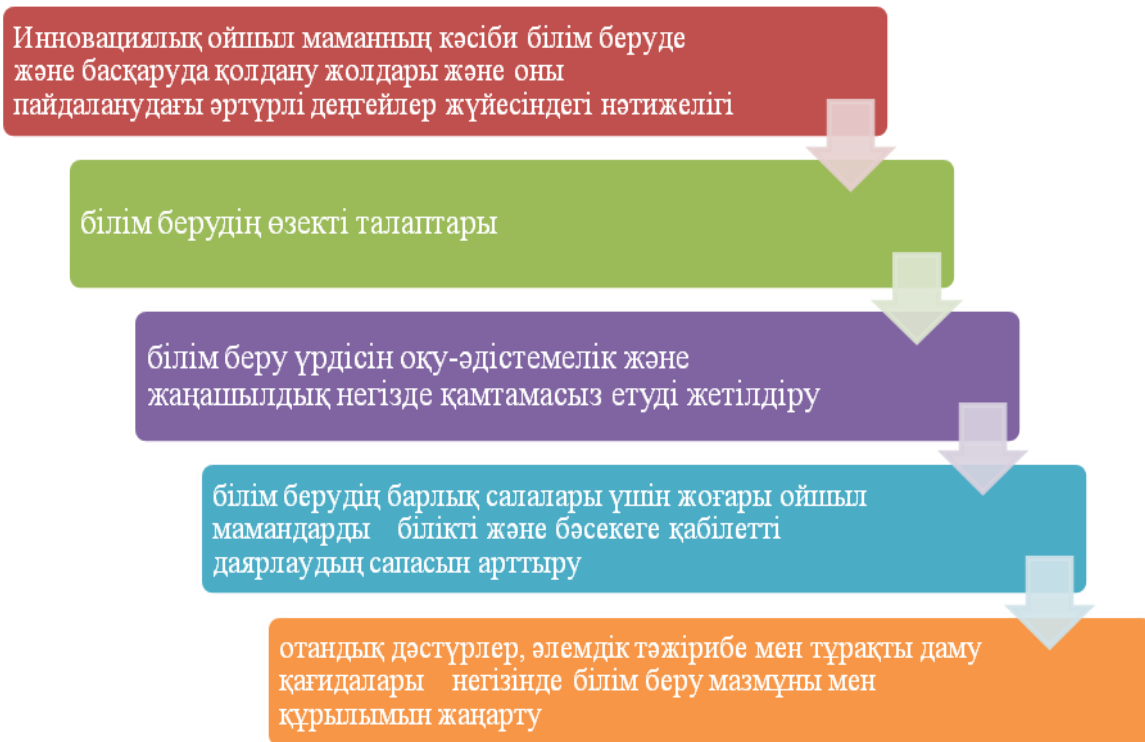 Инновациялық ойшыл маманның кәсіби білім беруде
және басқаруда қолдану жолдары және оны
пайдаланудағы әртүрлі деңгейлер жүйесіндегі нәтижелігі
білім берудің өзекті талаптары
білім беру үрдісін оқу-әдістемелік және
жаңашылдық негізде қамтамасыз етуді жетілдіру
білім берудің барлық салалары үшін жоғары ойшыл
мамандарды білікті және бәсекеге қабілетті
даярлаудың сапасын арттыру
отандық дәстүрлер, әлемдік тәжірибе мен тұрақты даму
қағидалары негізінде білім беру мазмұны мен
құрылымын жаңарту